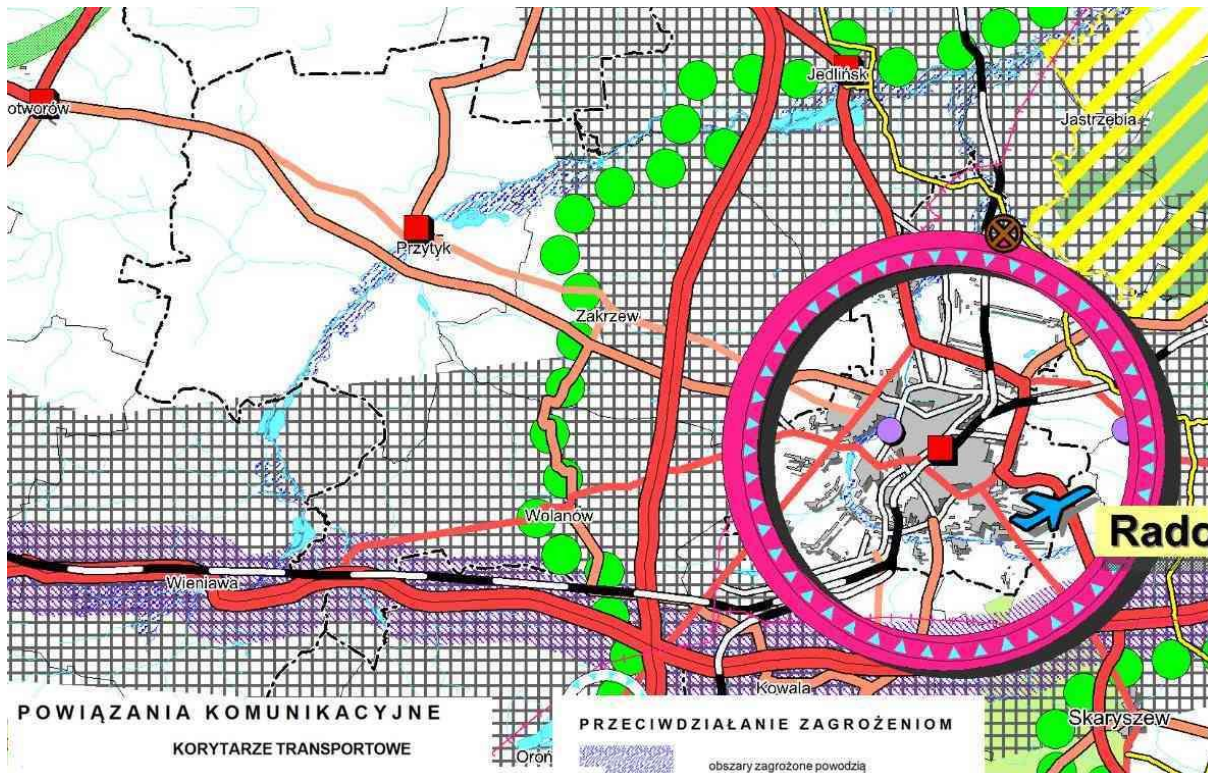 Jedlińsk
otworów
Jastrzębia
Przytyk
Zakrzew
Wolanów
Rado
Wieniawa
Kowala
POWIĄZANIA KOMUNIKACYJNE
PRZECIWDZIAŁANIE ZAGROŻENIOM
Skaryszew
KORYTARZE TRANSPORTOWE
Oroń
obszary zagrożone powodzią